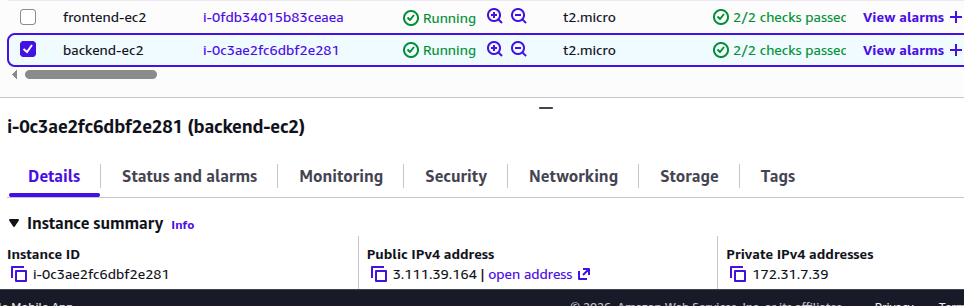 frontend-ec2 i-0fdb34015b83ceaea Running t2.micro 2/2 checks passec View alarms +
backend-ec2 i-0c3ae2fc6dbf2e281 Running t2.micro 2/2 checks passec View alarms +
i-0c3ae2fc6dbf2e281 (backend-ec2)
Details Status and alarms Monitoring Security Networking Storage Tags
Instance summary Info
Instance ID Public IPv4 address Private IPv4 addresses
i-0c3ae2fc6dbf2e281 3.111.39.164 | open address 172.31.7.39
Mobile App © 2026, Amazon Web Services, Inc. or its affiliates. Privacy